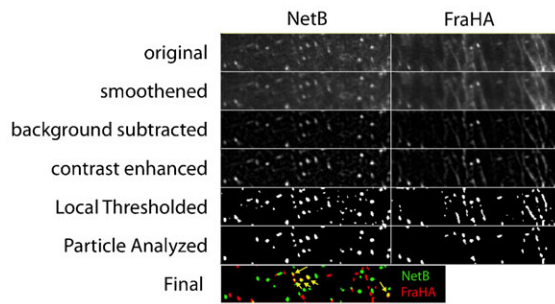 NetB FraHA
original
smoothened
background subtracted
contrast enhanced
Local Thresholded
Particle Analyzed
Final
NetB
FraHA